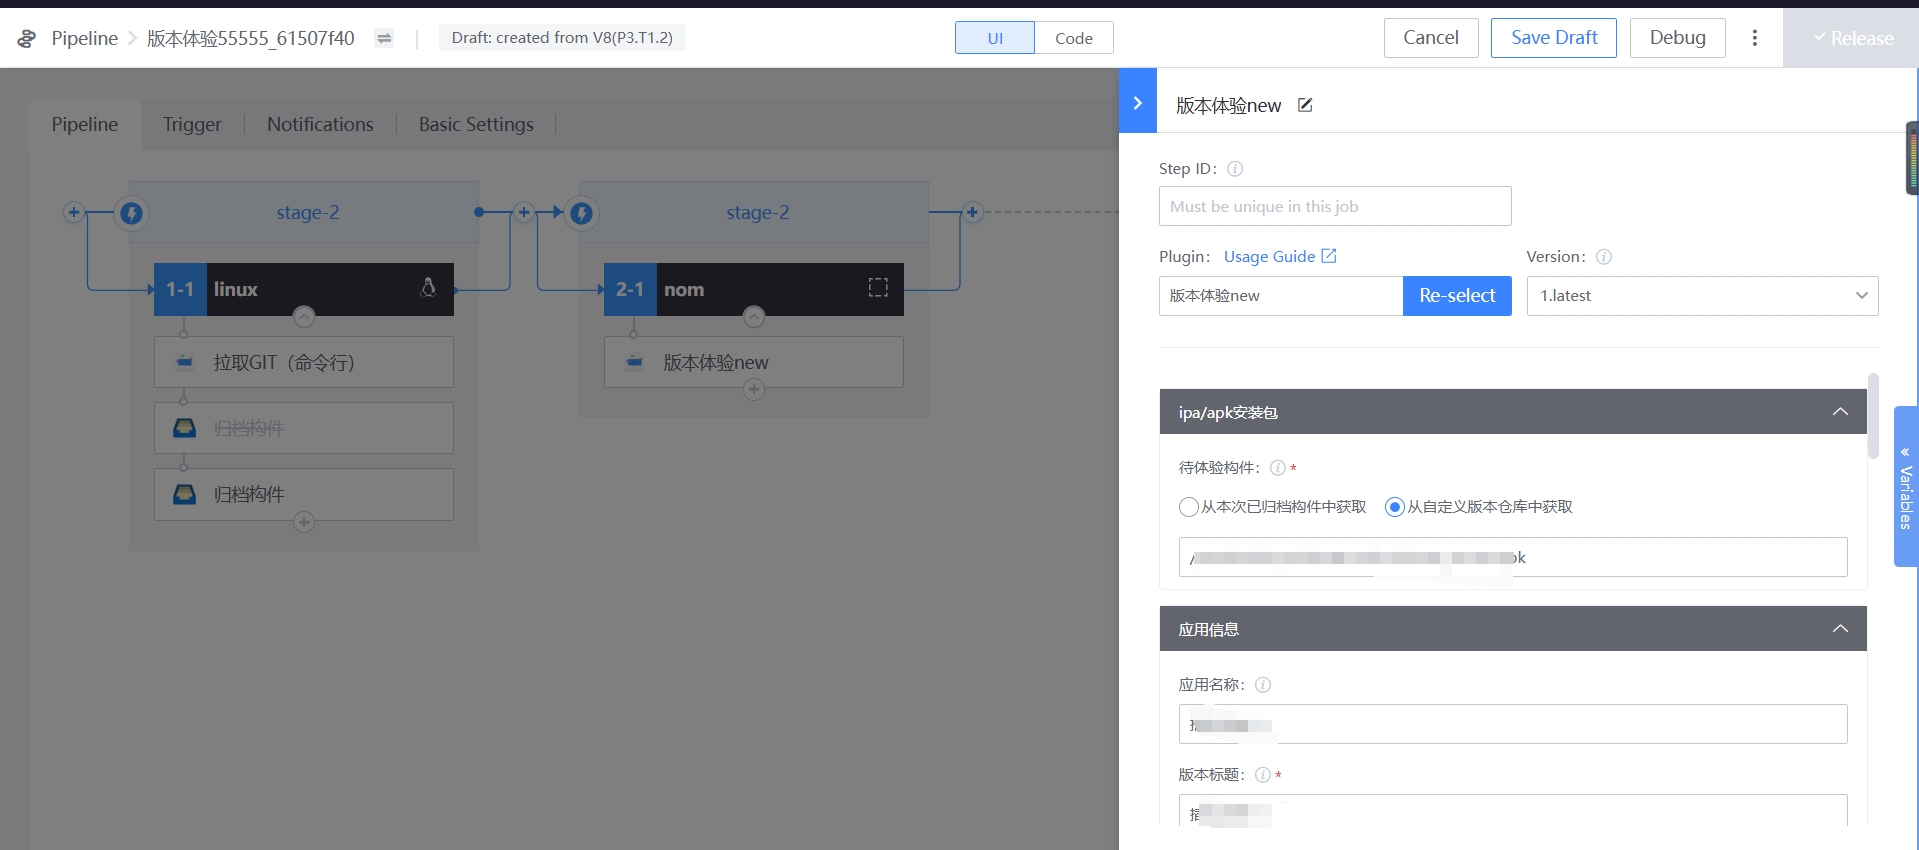 Pipeline 版本体验55555_61507f40 Draft: created from V8(P3.T1.2) UI Code Cancel Save Draft Debug Release
Pipeline Trigger Notifications Basic Settings
stage-2
1-1 linux
拉取GIT（命令行）
归档构件
归档构件
stage-2
2-1 nom
版本体验new
版本体验new
Step ID：
Must be unique in this job
Plugin： Usage Guide
版本体验new Re-select
Version：
1.latest
ipa/apk安装包
待体验构件： *
从本次已归档构件中获取 从自定义版本仓库中获取
应用信息
应用名称：
版本标题： *
« Variables